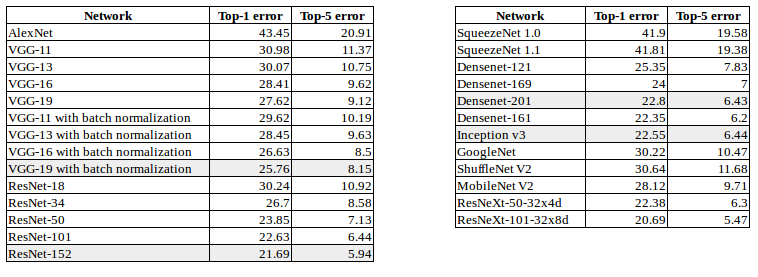 Network Top-1 error Top-5 error
AlexNet 43.45 20.91
VGG-11 30.98 11.37
VGG-13 30.07 10.75
VGG-16 28.41 9.62
VGG-19 27.62 9.12
VGG-11 with batch normalization 29.62 10.19
VGG-13 with batch normalization 28.45 9.63
VGG-16 with batch normalization 26.63 8.5
VGG-19 with batch normalization 25.76 8.15
ResNet-18 30.24 10.92
ResNet-34 26.7 8.58
ResNet-50 23.85 7.13
ResNet-101 22.63 6.44
ResNet-152 21.69 5.94
Network Top-1 error Top-5 error
SqueezeNet 1.0 41.9 19.58
SqueezeNet 1.1 41.81 19.38
Densenet-121 25.35 7.83
Densenet-169 24 7
Densenet-201 22.8 6.43
Densenet-161 22.35 6.2
Inception v3 22.55 6.44
GoogleNet 30.22 10.47
ShuffleNet V2 30.64 11.68
MobileNet V2 28.12 9.71
ResNeXt-50-32x4d 22.38 6.3
ResNeXt-101-32x8d 20.69 5.47